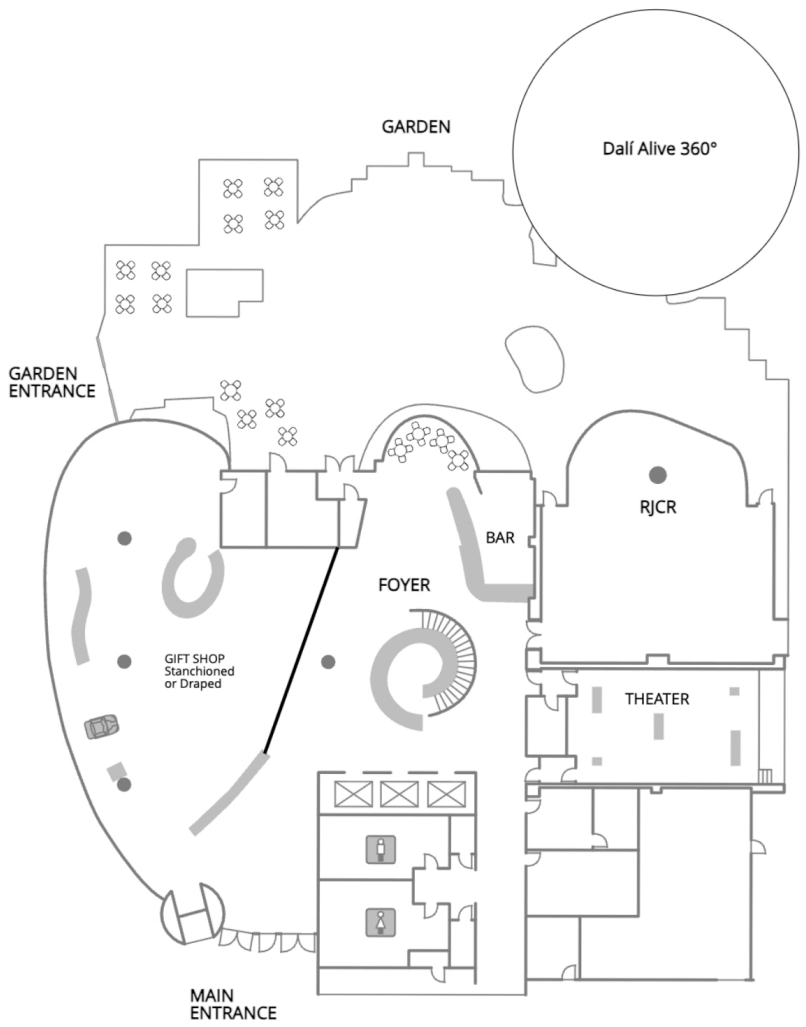 GARDEN
Dalí Alive 360°
GARDEN
ENTRANCE
RJCR
BAR
FOYER
GIFT SHOP
Stanchioned
or Draped
THEATER
MAIN
ENTRANCE